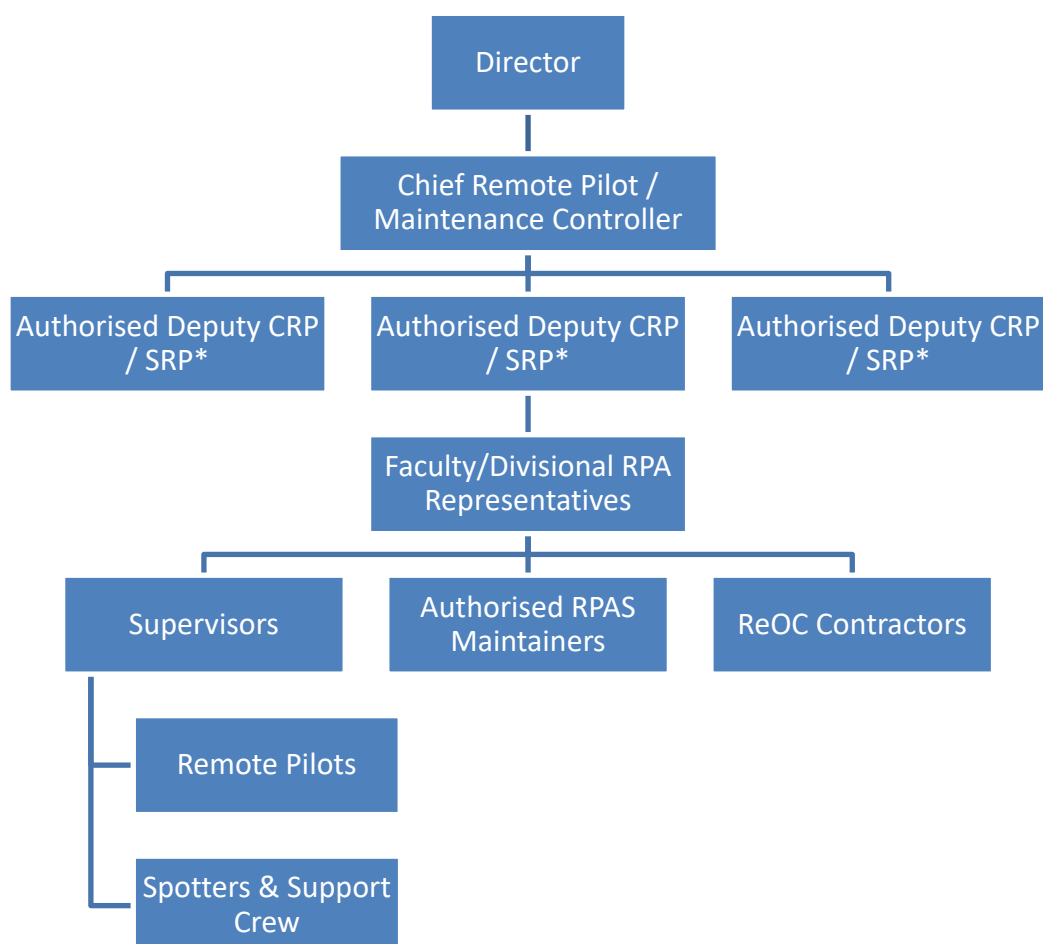 Director
Chief Remote Pilot /
Maintenance Controller
Authorised Deputy CRP
/ SRP*
Authorised Deputy CRP
/ SRP*
Authorised Deputy CRP
/ SRP*
Faculty/Divisional RPA
Representatives
Supervisors
Authorised RPAS
Maintainers
ReOC Contractors
Remote Pilots
Spotters & Support
Crew